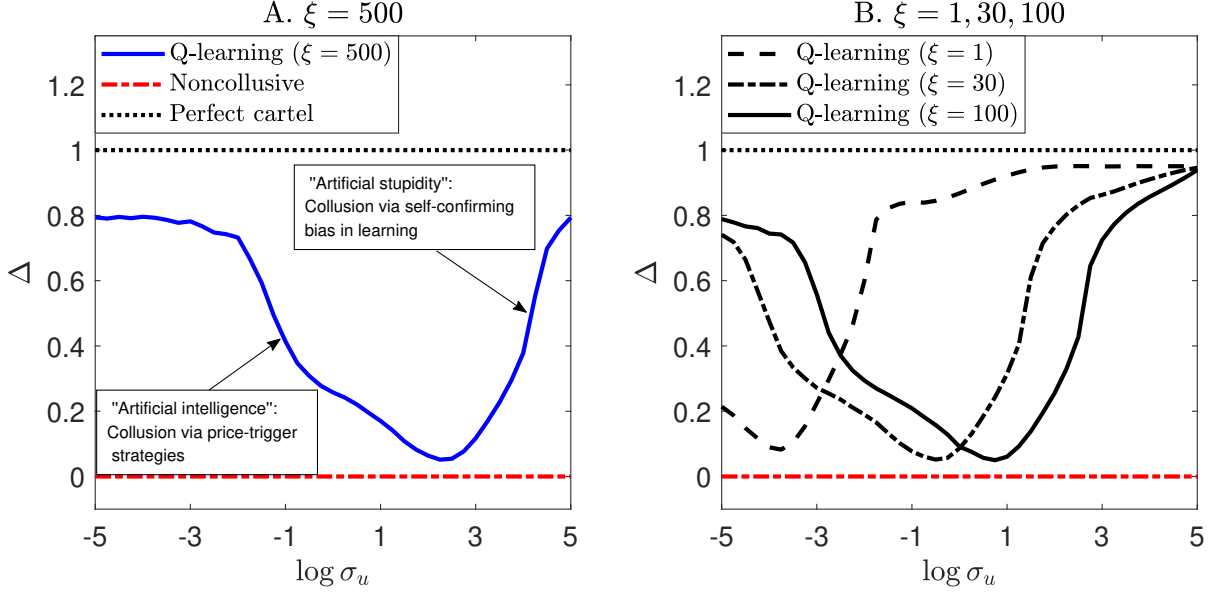 A. ξ = 500
Q-learning (ξ = 500)
Noncollusive
Perfect cartel
"Artificial stupidity":
Collusion via self-confirming
bias in learning
"Artificial intelligence":
Collusion via price-trigger
strategies
1.2
1
0.8
0.6
0.4
0.2
0
Δ
-5 -3 -1 1 3 5
log σᵤ
B. ξ = 1, 30, 100
Q-learning (ξ = 1)
Q-learning (ξ = 30)
Q-learning (ξ = 100)
1.2
1
0.8
0.6
0.4
0.2
0
Δ
-5 -3 -1 1 3 5
log σᵤ